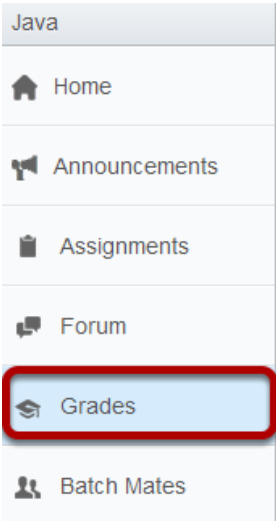 Java
Home
Announcements
Assignments
Forum
Grades
Batch Mates